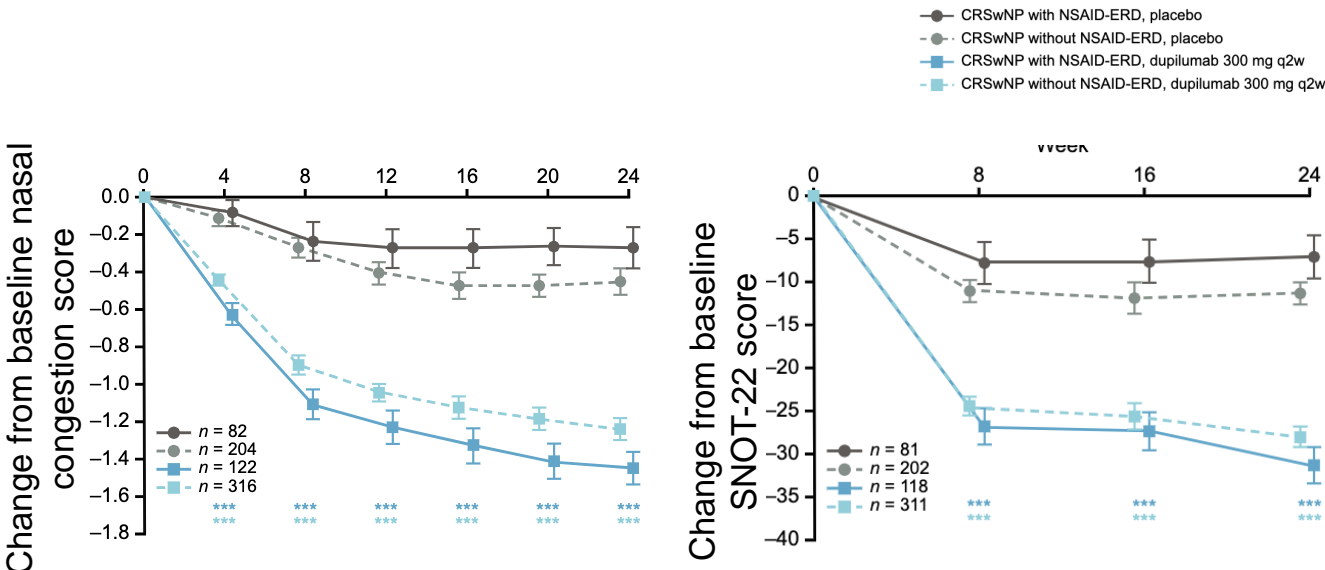 CRSwNP with NSAID-ERD, placebo
CRSwNP without NSAID-ERD, placebo
CRSwNP with NSAID-ERD, dupilumab 300 mg q2w
CRSwNP without NSAID-ERD, dupilumab 300 mg q2w
Change from baseline nasal
congestion score
0 4 8 12 16 20 24
0.0
–0.2
–0.4
–0.6
–0.8
–1.0
–1.2
–1.4
–1.6
–1.8
n = 82
n = 204
n = 122
n = 316
*** *** *** *** *** *** ***
*** *** *** *** *** *** ***
Change from baseline
SNOT-22 score
Week
0 8 16 24
0
–5
–10
–15
–20
–25
–30
–35
–40
n = 81
n = 202
n = 118
n = 311
*** *** ***
*** *** ***